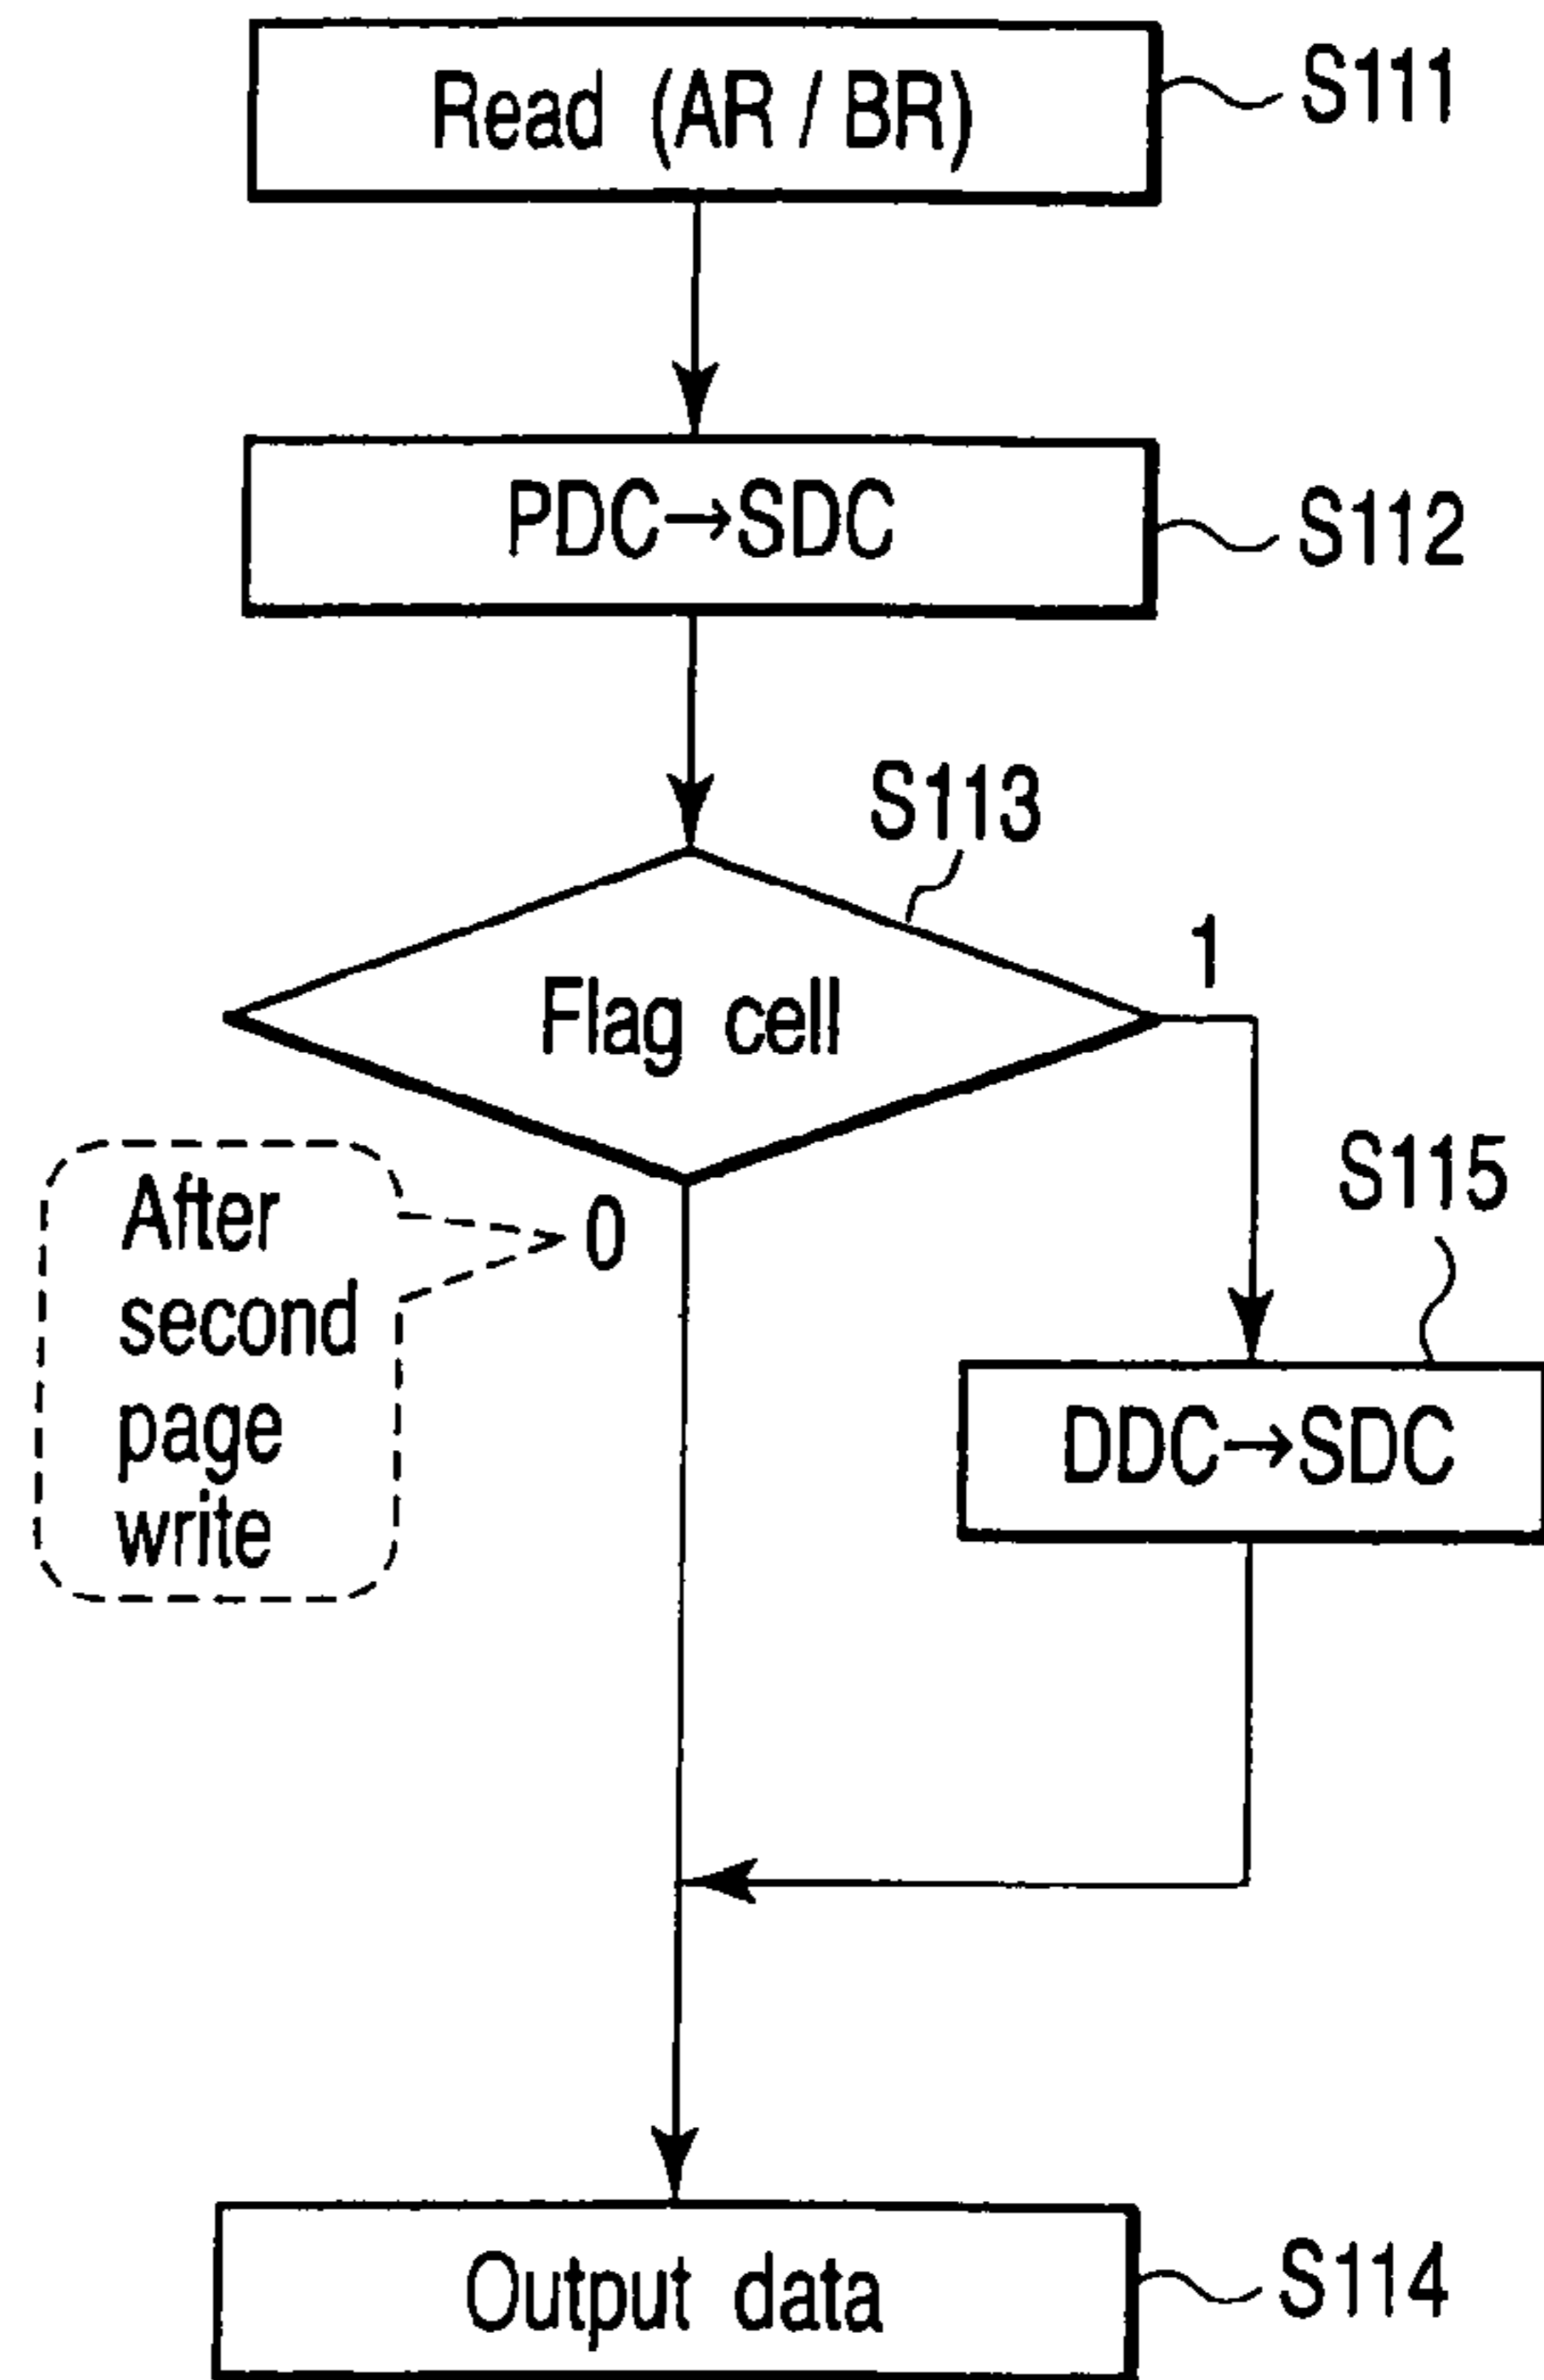 Read (AR / BR)
S111
PDC→SDC
S112
S113
Flag cell
1
0
After
second
page
write
S115
DDC→SDC
Output data
S114